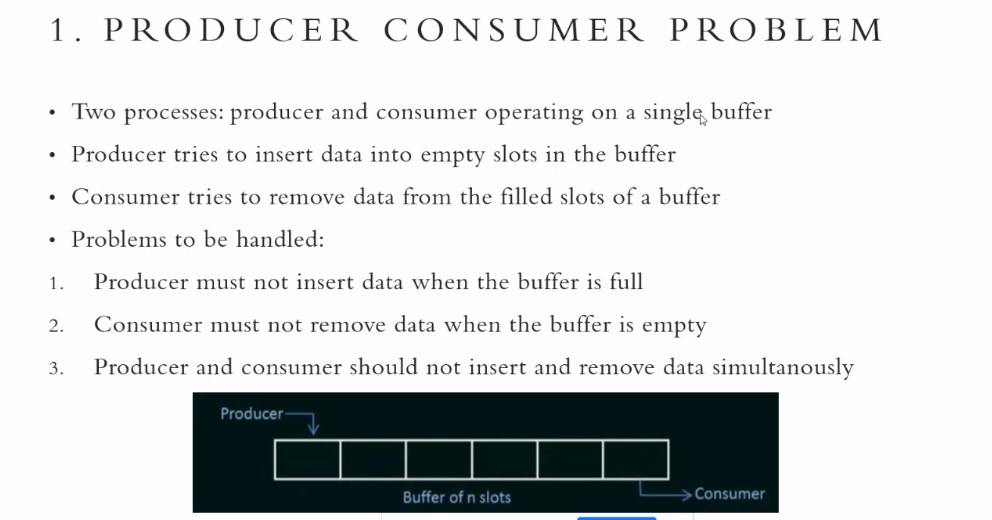 1. PRODUCER CONSUMER PROBLEM
• Two processes: producer and consumer operating on a single buffer
• Producer tries to insert data into empty slots in the buffer
• Consumer tries to remove data from the filled slots of a buffer
• Problems to be handled:
1. Producer must not insert data when the buffer is full
2. Consumer must not remove data when the buffer is empty
3. Producer and consumer should not insert and remove data simultanously
Producer
Buffer of n slots
Consumer